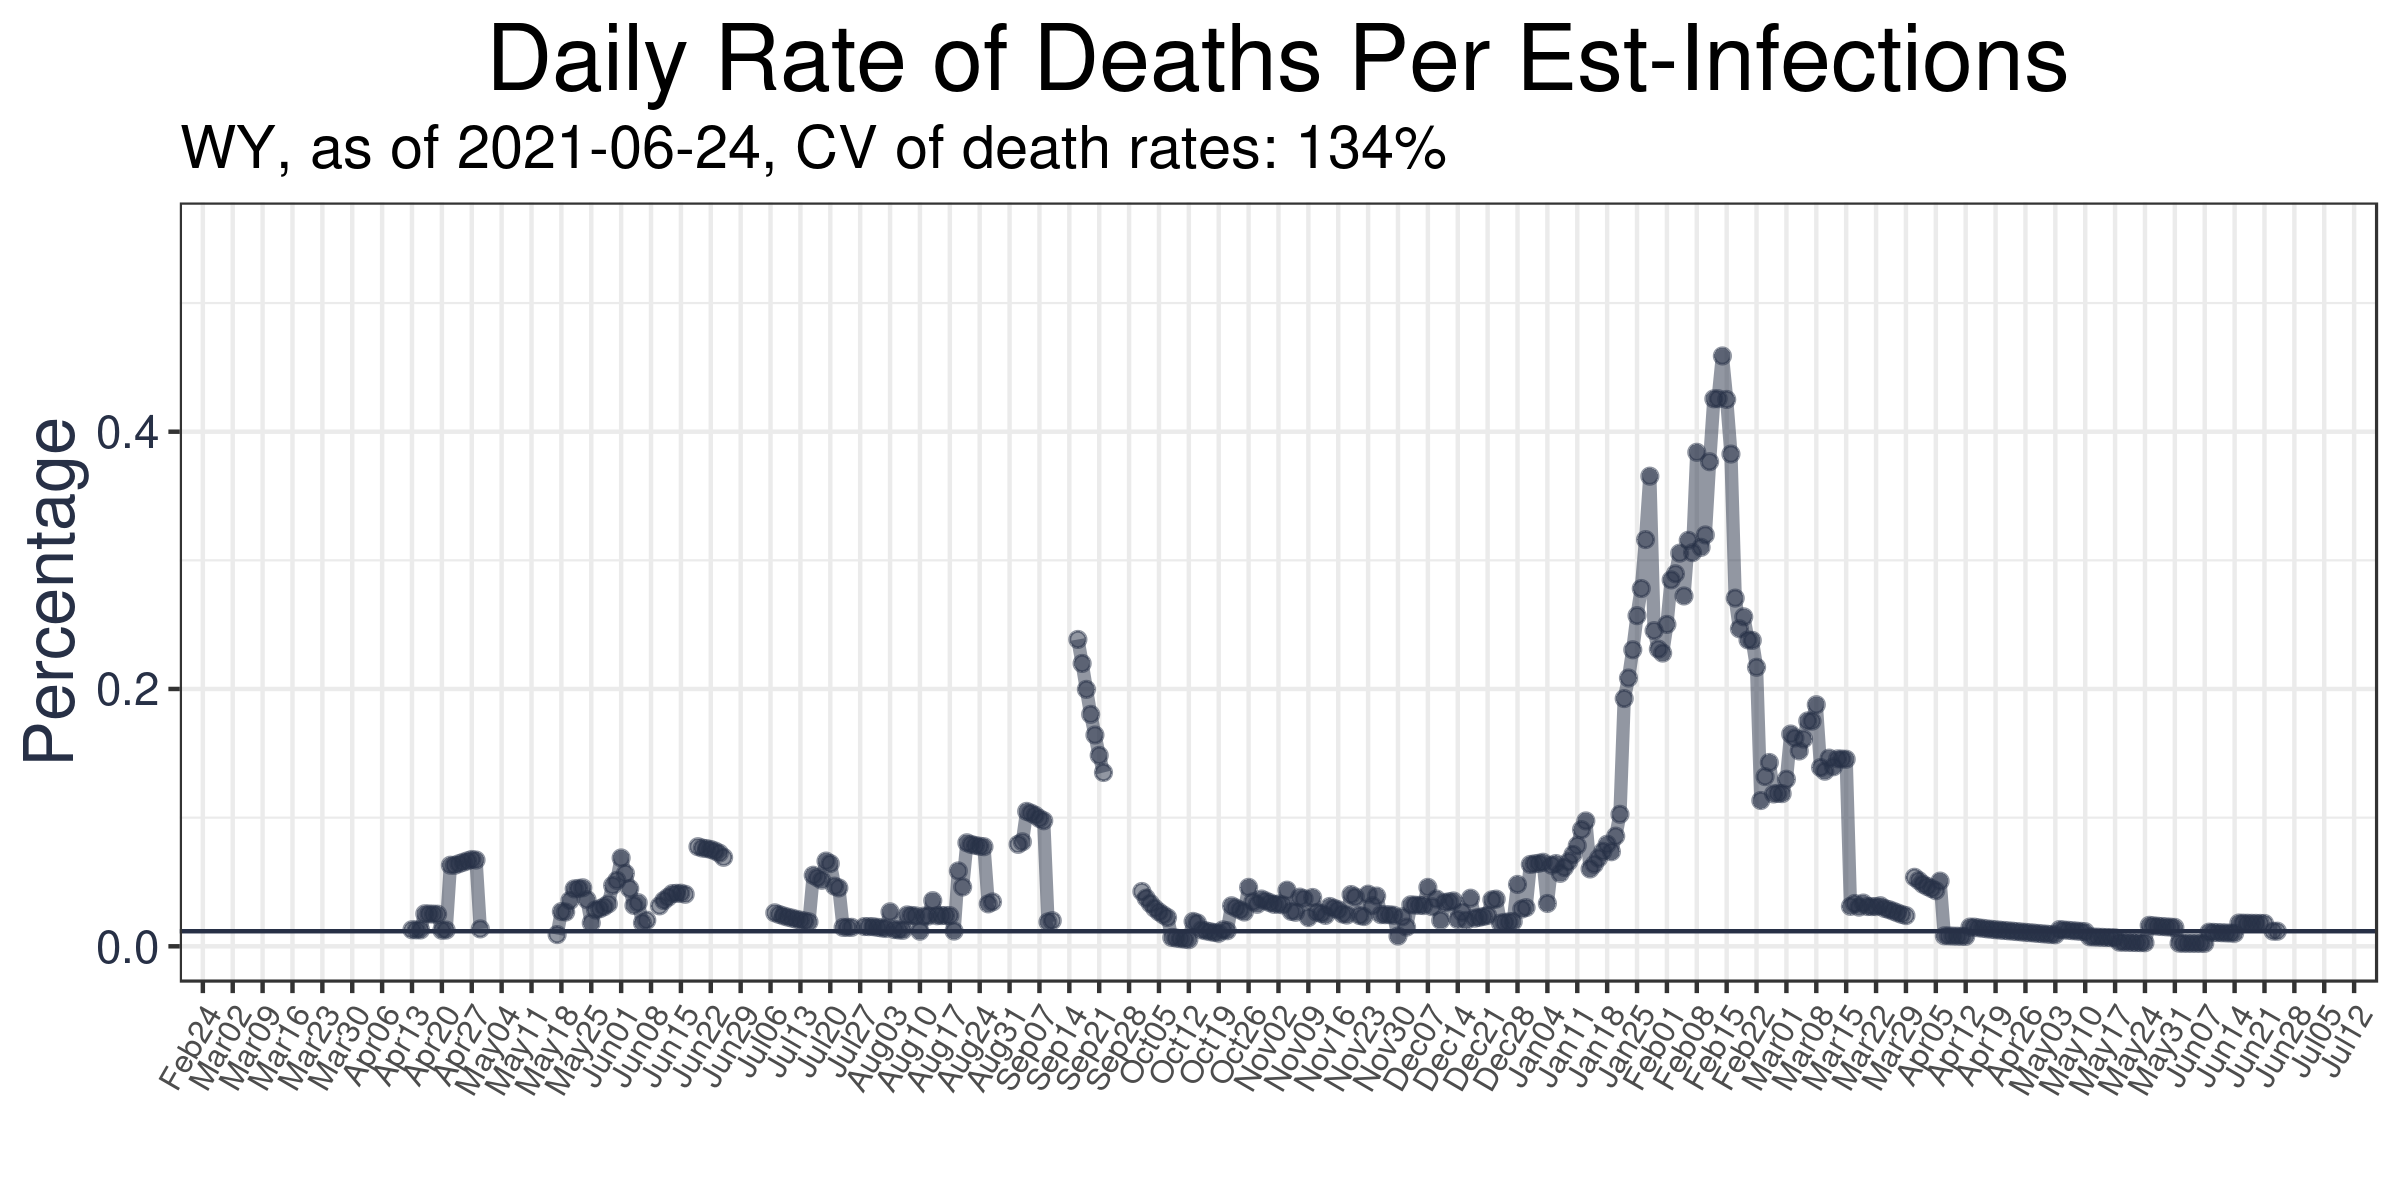 Daily Rate of Deaths Per Est-Infections
WY, as of 2021-06-24, CV of death rates: 134%
Percentage
0.4
0.2
0.0
Feb24
Mar02
Mar09
Mar16
Mar23
Mar30
Apr06
Apr13
Apr20
Apr27
May04
May11
May18
May25
Jun01
Jun08
Jun15
Jun22
Jun29
Jul06
Jul13
Jul20
Jul27
Aug03
Aug10
Aug17
Aug24
Aug31
Sep07
Sep14
Sep21
Sep28
Oct05
Oct12
Oct19
Oct26
Nov02
Nov09
Nov16
Nov23
Nov30
Dec07
Dec14
Dec21
Dec28
Jan04
Jan11
Jan18
Jan25
Feb01
Feb08
Feb15
Feb22
Mar01
Mar08
Mar15
Mar22
Mar29
Apr05
Apr12
Apr19
Apr26
May03
May10
May17
May24
May31
Jun07
Jun14
Jun21
Jun28
Jul05
Jul12